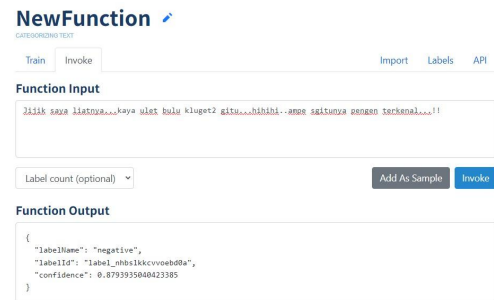 NewFunction
CATEGORIZING TEXT
Train Invoke Import Labels API
Function Input
Jijik saya liatnya...kaya ulet bulu kluget2 gitu...hihihi..ampe sgitunya pengen terkenal...!!
Label count (optional) Add As Sample Invoke
Function Output
{
"labelName": "negative",
"labelId": "label_nhbslkkcvvoebd0a",
"confidence": 0.8793935040423385
}